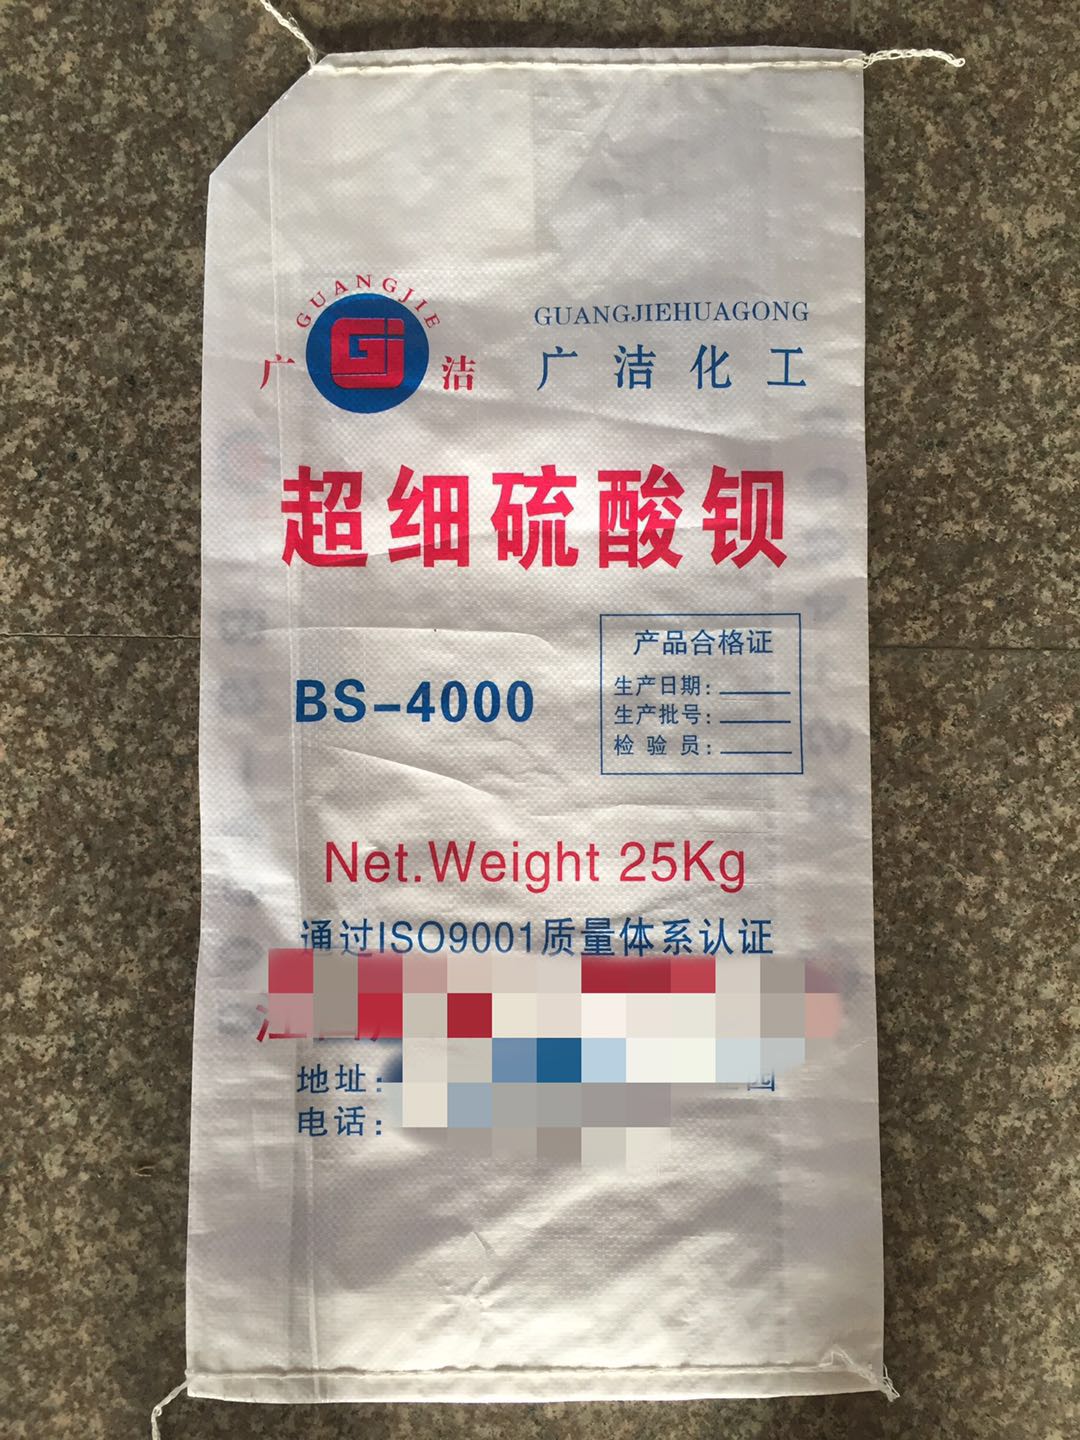 GUANGJIE
广 Gj 洁
GUANGJIEHUAGONG
广洁化工
超细硫酸钡
BS-4000
产品合格证
生产日期:
生产批号:
检验员:
Net.Weight 25Kg
通过ISO9001质量体系认证
地址:
电话: